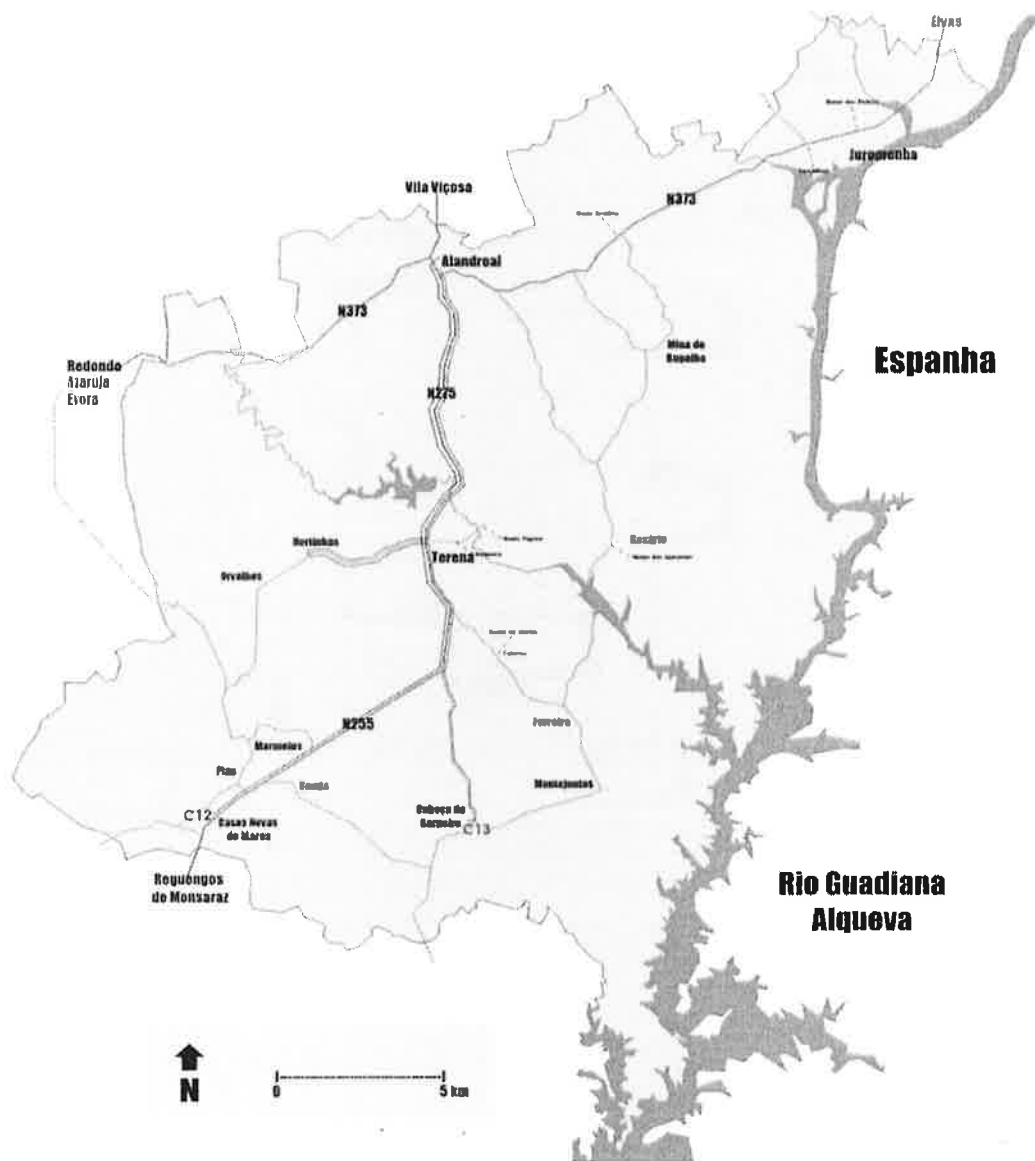 Elvas
Juromenha
Vila Viçosa
N373
Alandroal
N373
Mina do
Bugalho
Redondo
Azaruja
Evora
Espanha
N275
Hortinhas
Rosário
Terena
Orvalhos
N255
Marmelos
Pias
Montejuntos
Cabeça de
Carneiro
C12
Casas Novas
de Mares
C13
Reguengos
de Monsaraz
Rio Guadiana
Alqueva
N
0
5 km